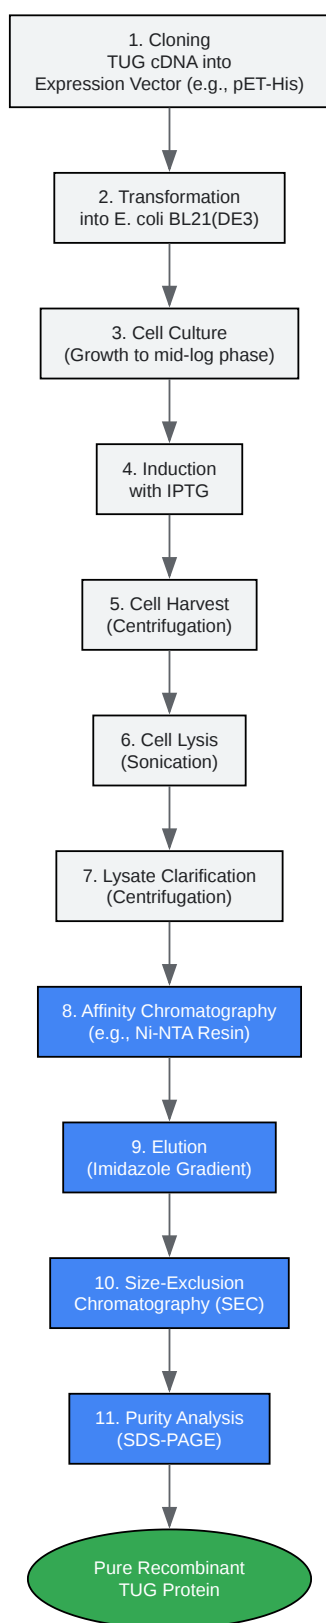 1. Cloning
TUG cDNA into
Expression Vector (e.g., pET-His)
2. Transformation
into E. coli BL21(DE3)
3. Cell Culture
(Growth to mid-log phase)
4. Induction
with IPTG
5. Cell Harvest
(Centrifugation)
6. Cell Lysis
(Sonication)
7. Lysate Clarification
(Centrifugation)
8. Affinity Chromatography
(e.g., Ni-NTA Resin)
9. Elution
(Imidazole Gradient)
10. Size-Exclusion
Chromatography (SEC)
11. Purity Analysis
(SDS-PAGE)
Pure Recombinant
TUG Protein